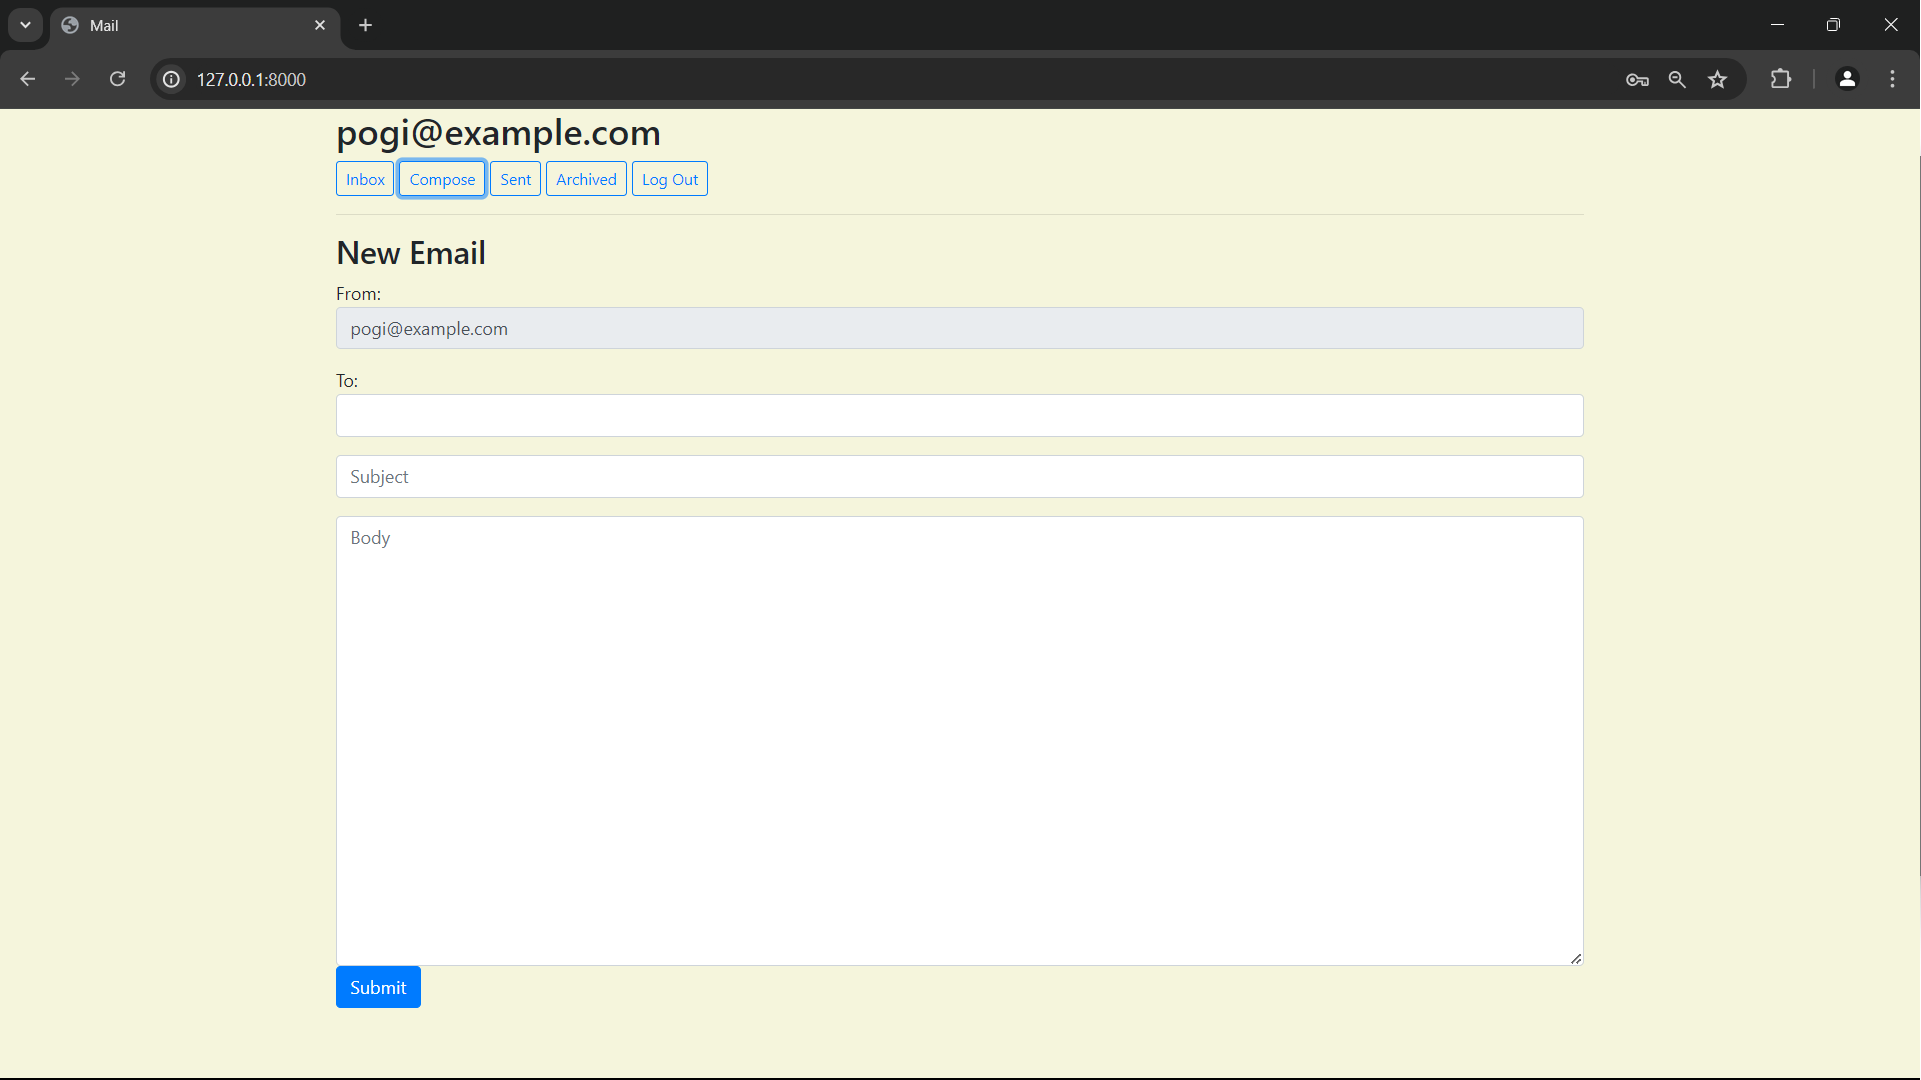 Mail
127.0.0.1:8000
pogi@example.com
Inbox Compose Sent Archived Log Out
New Email
From:
pogi@example.com
To:
Subject
Body
Submit